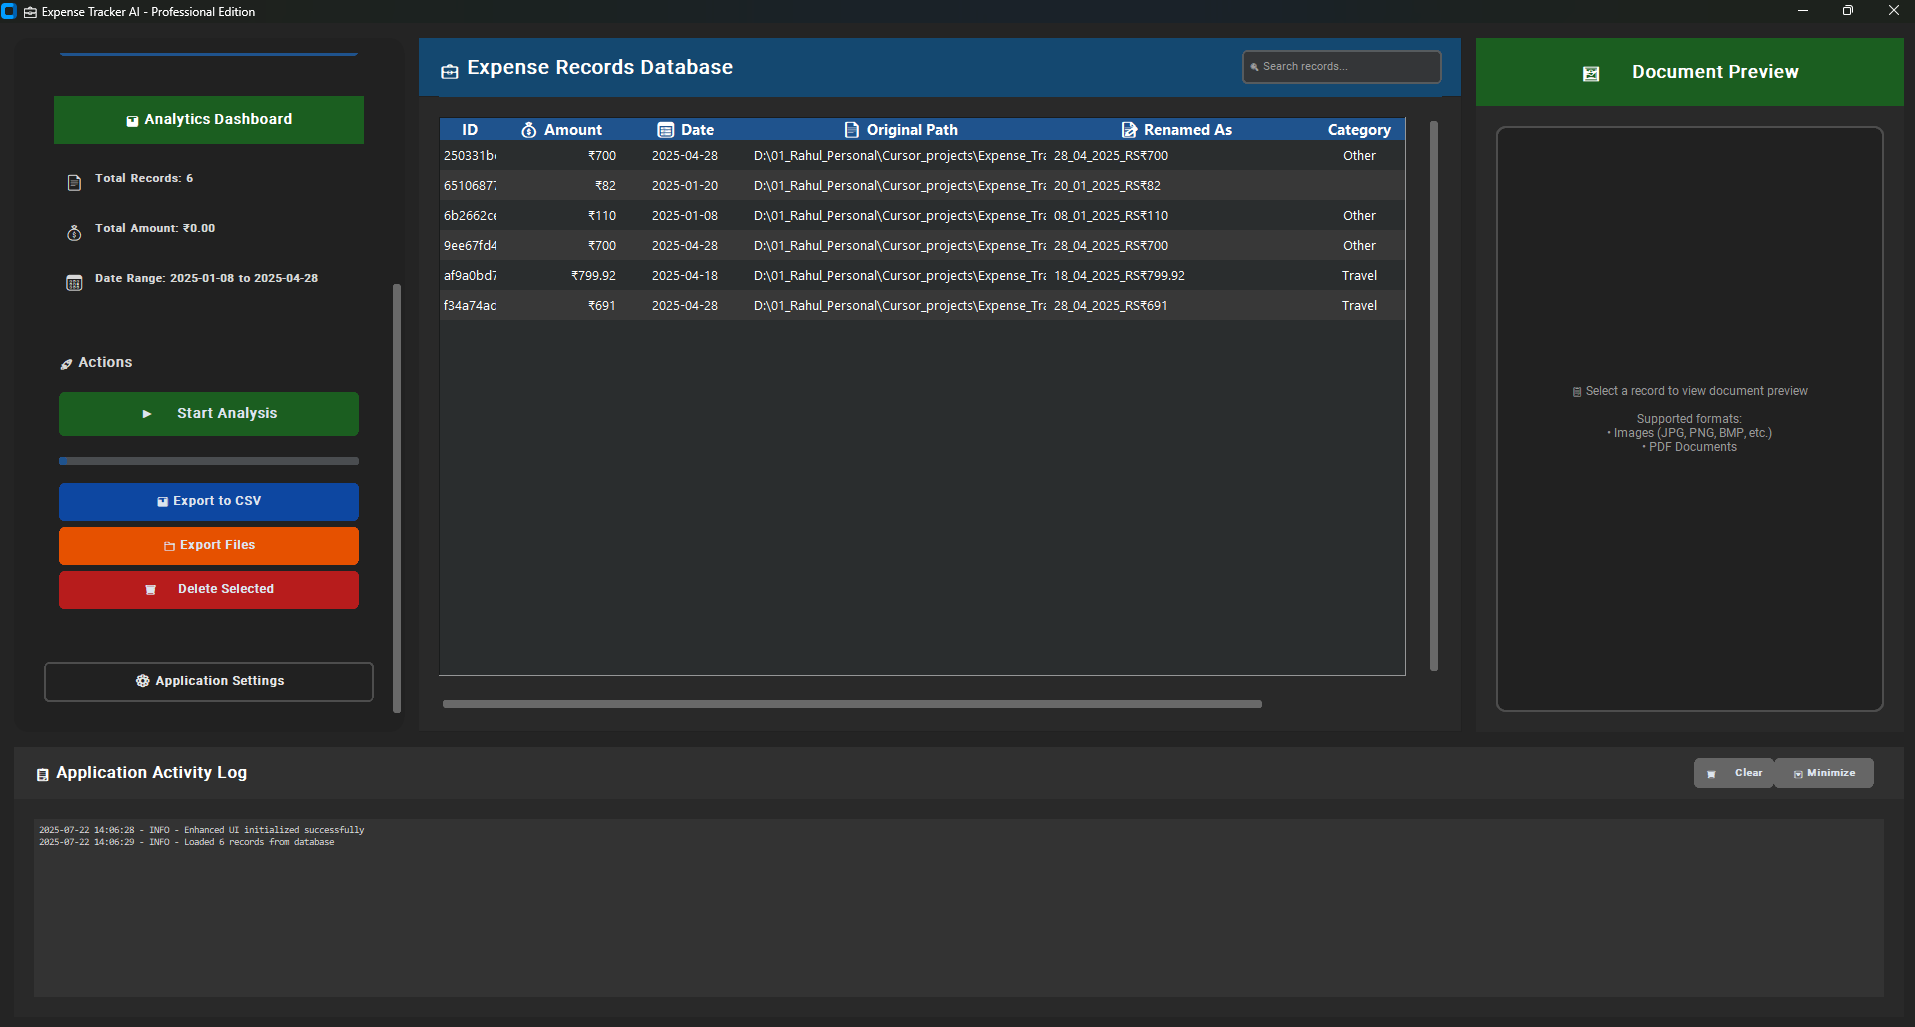 Expense Tracker AI - Professional Edition
Analytics Dashboard
Total Records: 6
Total Amount: ₹0.00
Date Range: 2025-01-08 to 2025-04-28
Actions
Start Analysis
Export to CSV
Export Files
Delete Selected
Application Settings
Expense Records Database
Search records...
ID Amount Date Original Path Renamed As Category
250331b ₹700 2025-04-28 D:\01_Rahul_Personal\Cursor_projects\Expense_Tra 28_04_2025_RS₹700 Other
6510687 ₹82 2025-01-20 D:\01_Rahul_Personal\Cursor_projects\Expense_Tra 20_01_2025_RS₹82
6b2662ce ₹110 2025-01-08 D:\01_Rahul_Personal\Cursor_projects\Expense_Tra 08_01_2025_RS₹110 Other
9ee67fd4 ₹700 2025-04-28 D:\01_Rahul_Personal\Cursor_projects\Expense_Tra 28_04_2025_RS₹700 Other
af9a0bd7 ₹799.92 2025-04-18 D:\01_Rahul_Personal\Cursor_projects\Expense_Tra 18_04_2025_RS₹799.92 Travel
f34a74ac ₹691 2025-04-28 D:\01_Rahul_Personal\Cursor_projects\Expense_Tra 28_04_2025_RS₹691 Travel
Document Preview
Select a record to view document preview
Supported formats:
• Images (JPG, PNG, BMP, etc.)
• PDF Documents
Application Activity Log
Clear
Minimize
2025-07-22 14:06:28 - INFO - Enhanced UI initialized successfully
2025-07-22 14:06:29 - INFO - Loaded 6 records from database